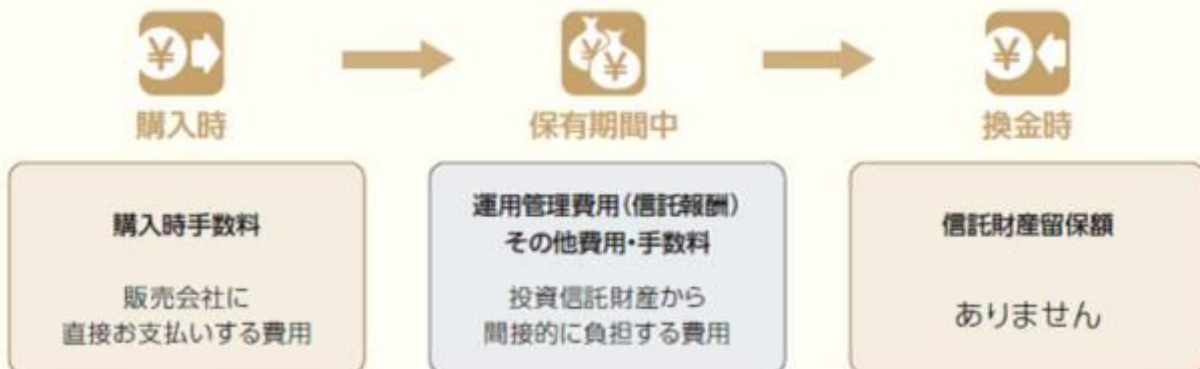 購入時
保有期間中
換金時
購入時手数料
販売会社に
直接お支払いする費用
運用管理費用(信託報酬)
その他費用・手数料
投資信託財産から
間接的に負担する費用
信託財産留保額
ありません